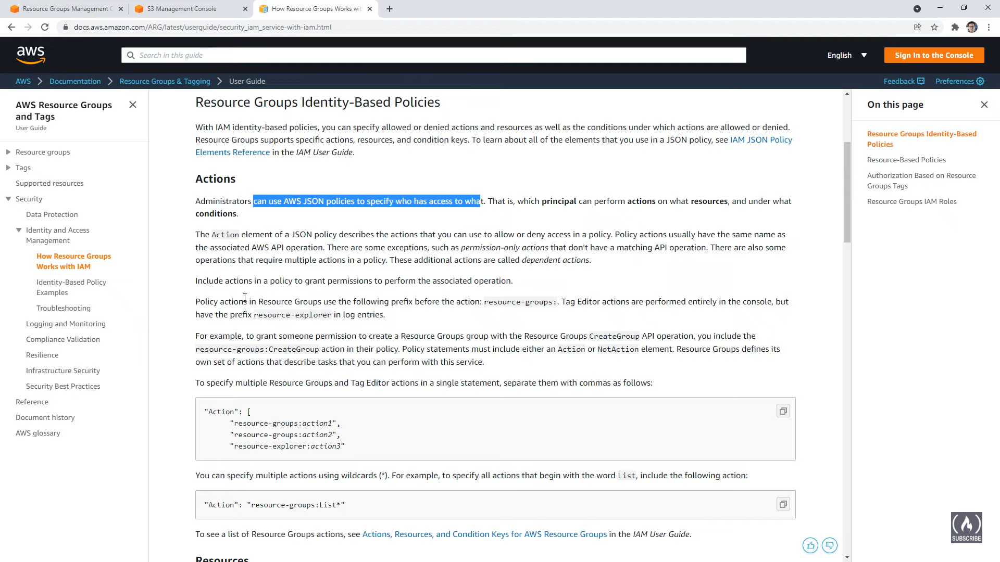 Resource Groups Management C
S3 Management Console
How Resource Groups Works wit
docs.aws.amazon.com/ARG/latest/userguide/security_iam_service-with-iam.html
aws
Search in this guide
English
Sign In to the Console
AWS
Documentation
Resource Groups & Tagging
User Guide
Feedback
Preferences
AWS Resource Groups
and Tags
User Guide
Resource groups
Tags
Supported resources
Security
Data Protection
Identity and Access
Management
How Resource Groups
Works with IAM
Identity-Based Policy
Examples
Troubleshooting
Logging and Monitoring
Compliance Validation
Resilience
Infrastructure Security
Security Best Practices
Reference
Document history
AWS glossary
Resource Groups Identity-Based Policies
With IAM identity-based policies, you can specify allowed or denied actions and resources as well as the conditions under which actions are allowed or denied.
Resource Groups supports specific actions, resources, and condition keys. To learn about all of the elements that you use in a JSON policy, see IAM JSON Policy
Elements Reference in the IAM User Guide.
Actions
Administrators can use AWS JSON policies to specify who has access to what. That is, which principal can perform actions on what resources, and under what
conditions.
The Action element of a JSON policy describes the actions that you can use to allow or deny access in a policy. Policy actions usually have the same name as
the associated AWS API operation. There are some exceptions, such as permission-only actions that don't have a matching API operation. There are also some
operations that require multiple actions in a policy. These additional actions are called dependent actions.
Include actions in a policy to grant permissions to perform the associated operation.
Policy actions in Resource Groups use the following prefix before the action: resource-groups:. Tag Editor actions are performed entirely in the console, but
have the prefix resource-explorer in log entries.
For example, to grant someone permission to create a Resource Groups group with the Resource Groups CreateGroup API operation, you include the
resource-groups:CreateGroup action in their policy. Policy statements must include either an Action or NotAction element. Resource Groups defines its
own set of actions that describe tasks that you can perform with this service.
To specify multiple Resource Groups and Tag Editor actions in a single statement, separate them with commas as follows:
"Action": [
"resource-groups:action1",
"resource-groups:action2",
"resource-explorer:action3"
You can specify multiple actions using wildcards (*). For example, to specify all actions that begin with the word List, include the following action:
"Action": "resource-groups:List*"
To see a list of Resource Groups actions, see Actions, Resources, and Condition Keys for AWS Resource Groups in the IAM User Guide.
Resources
On this page
Resource Groups Identity-Based
Policies
Resource-Based Policies
Authorization Based on Resource
Groups Tags
Resource Groups IAM Roles
SUBSCRIBE